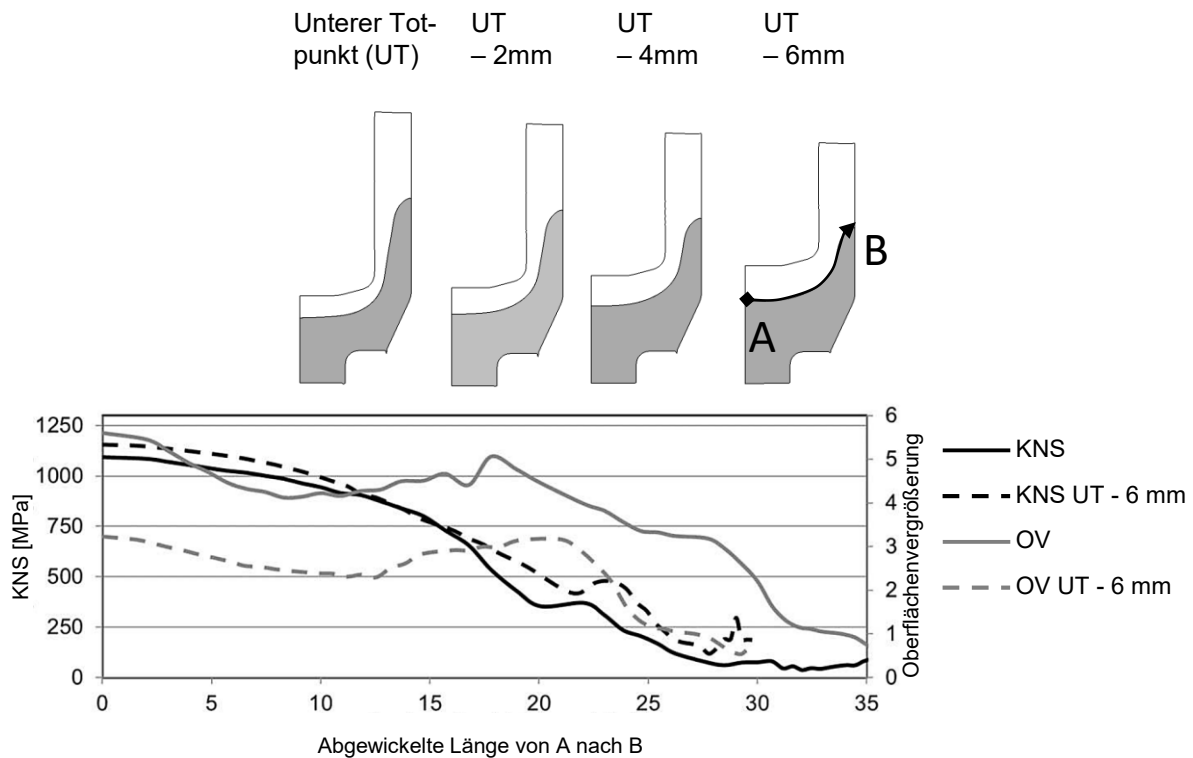 Unterer Tot-
punkt (UT)
UT
– 2mm
UT
– 4mm
UT
– 6mm
B
A
1250
1000
750
500
250
0
KNS [MPa]
6
5
4
3
2
1
0
Oberflächenvergrößerung
0 5 10 15 20 25 30 35
Abgewickelte Länge von A nach B
KNS
KNS UT - 6 mm
OV
OV UT - 6 mm